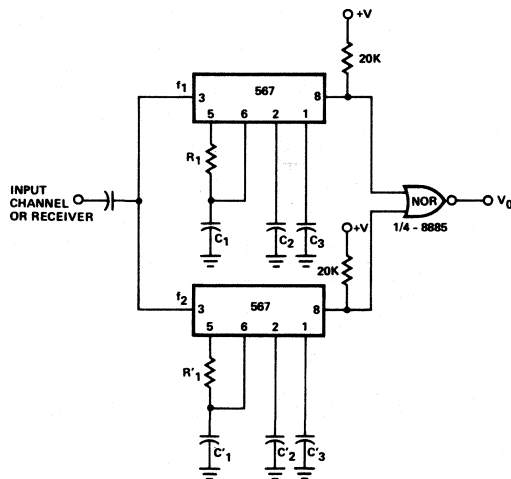 +V
20K
f1
3
567
8
5
6
2
1
R1
C1
C2
C3
INPUT
CHANNEL
OR RECEIVER
NOR
V0
1/4 - 8885
+V
20K
f2
3
567
8
5
6
2
1
R'1
C'1
C'2
C'3